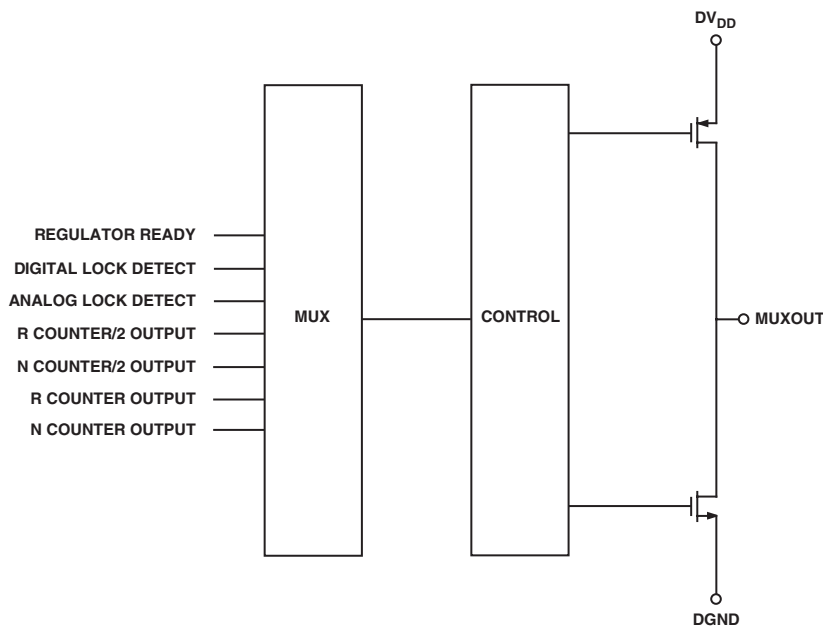 DVDD
REGULATOR READY
DIGITAL LOCK DETECT
ANALOG LOCK DETECT
R COUNTER/2 OUTPUT
N COUNTER/2 OUTPUT
R COUNTER OUTPUT
N COUNTER OUTPUT
MUX
CONTROL
MUXOUT
DGND